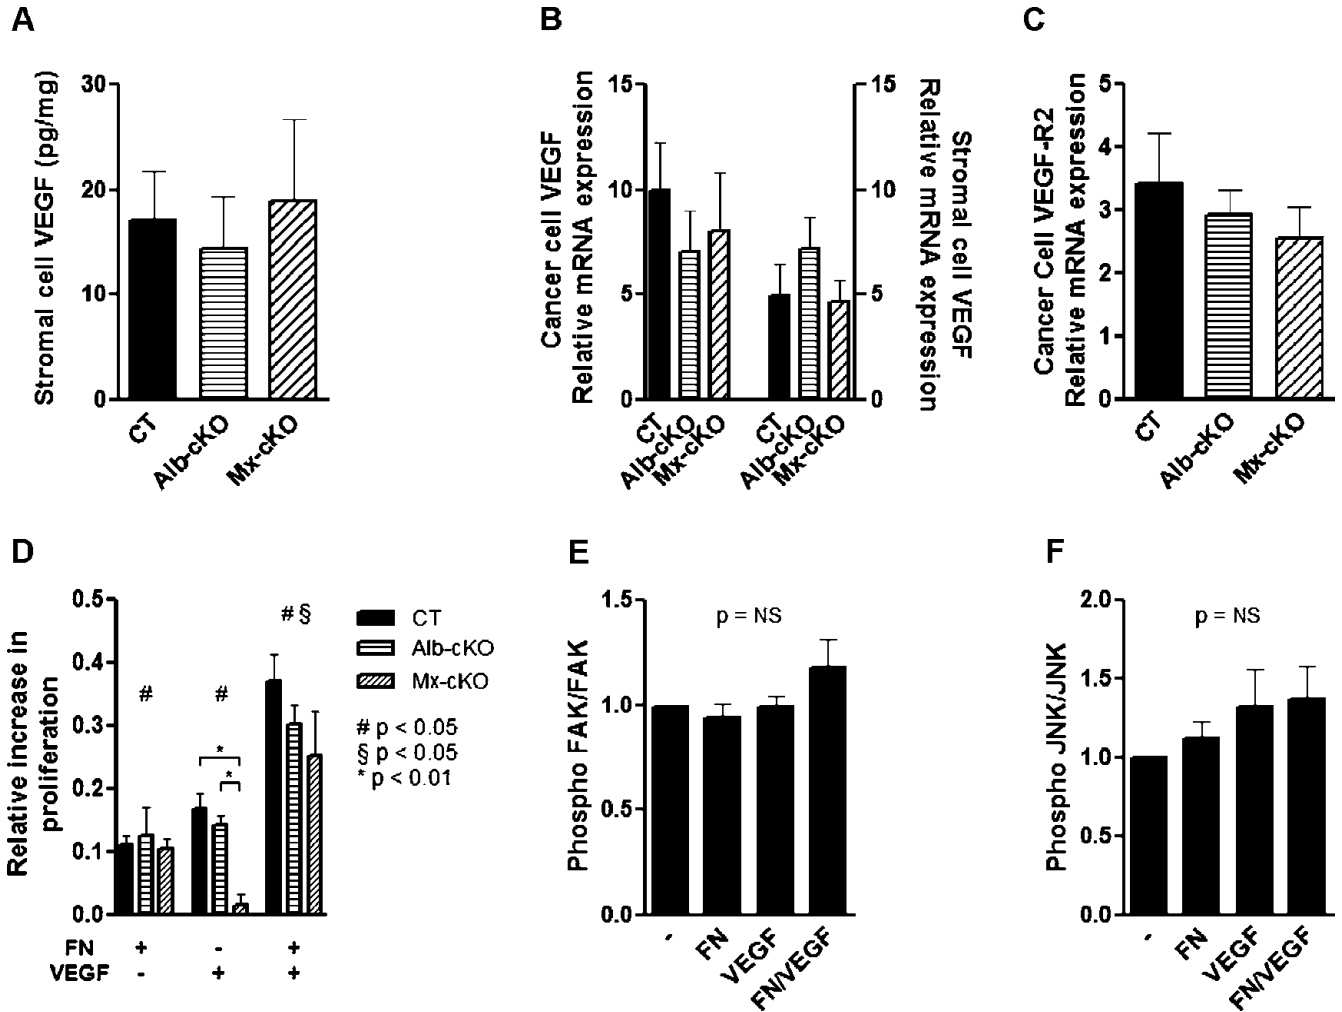 A
Stromal cell VEGF (pg/mg)
30
20
10
0
CT
Alb-cKO
Mx-cKO
B
Cancer cell VEGF
Relative mRNA expression
15
10
5
0
CT
Alb-cKO
Mx-cKO
CT
Alb-cKO
Mx-cKO
15
10
5
0
Stromal cell VEGF
Relative mRNA expression
C
Cancer Cell VEGF-R2
Relative mRNA expression
5
4
3
2
1
0
CT
Alb-cKO
Mx-cKO
D
Relative increase in
proliferation
0.5
0.4
0.3
0.2
0.1
0.0
#
#
# §
*
*
CT
Alb-cKO
Mx-cKO
# p < 0.05
§ p < 0.05
* p < 0.01
FN + - +
VEGF - + +
E
Phospho FAK/FAK
1.5
1.0
0.5
0.0
p = NS
-
FN
VEGF
FN/VEGF
F
Phospho JNK/JNK
2.0
1.5
1.0
0.5
0.0
p = NS
-
FN
VEGF
FN/VEGF